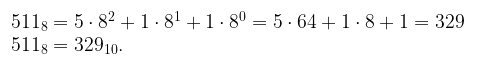 511₈ = 5 · 8² + 1 · 8¹ + 1 · 8⁰ = 5 · 64 + 1 · 8 + 1 = 329
511₈ = 329₁₀.